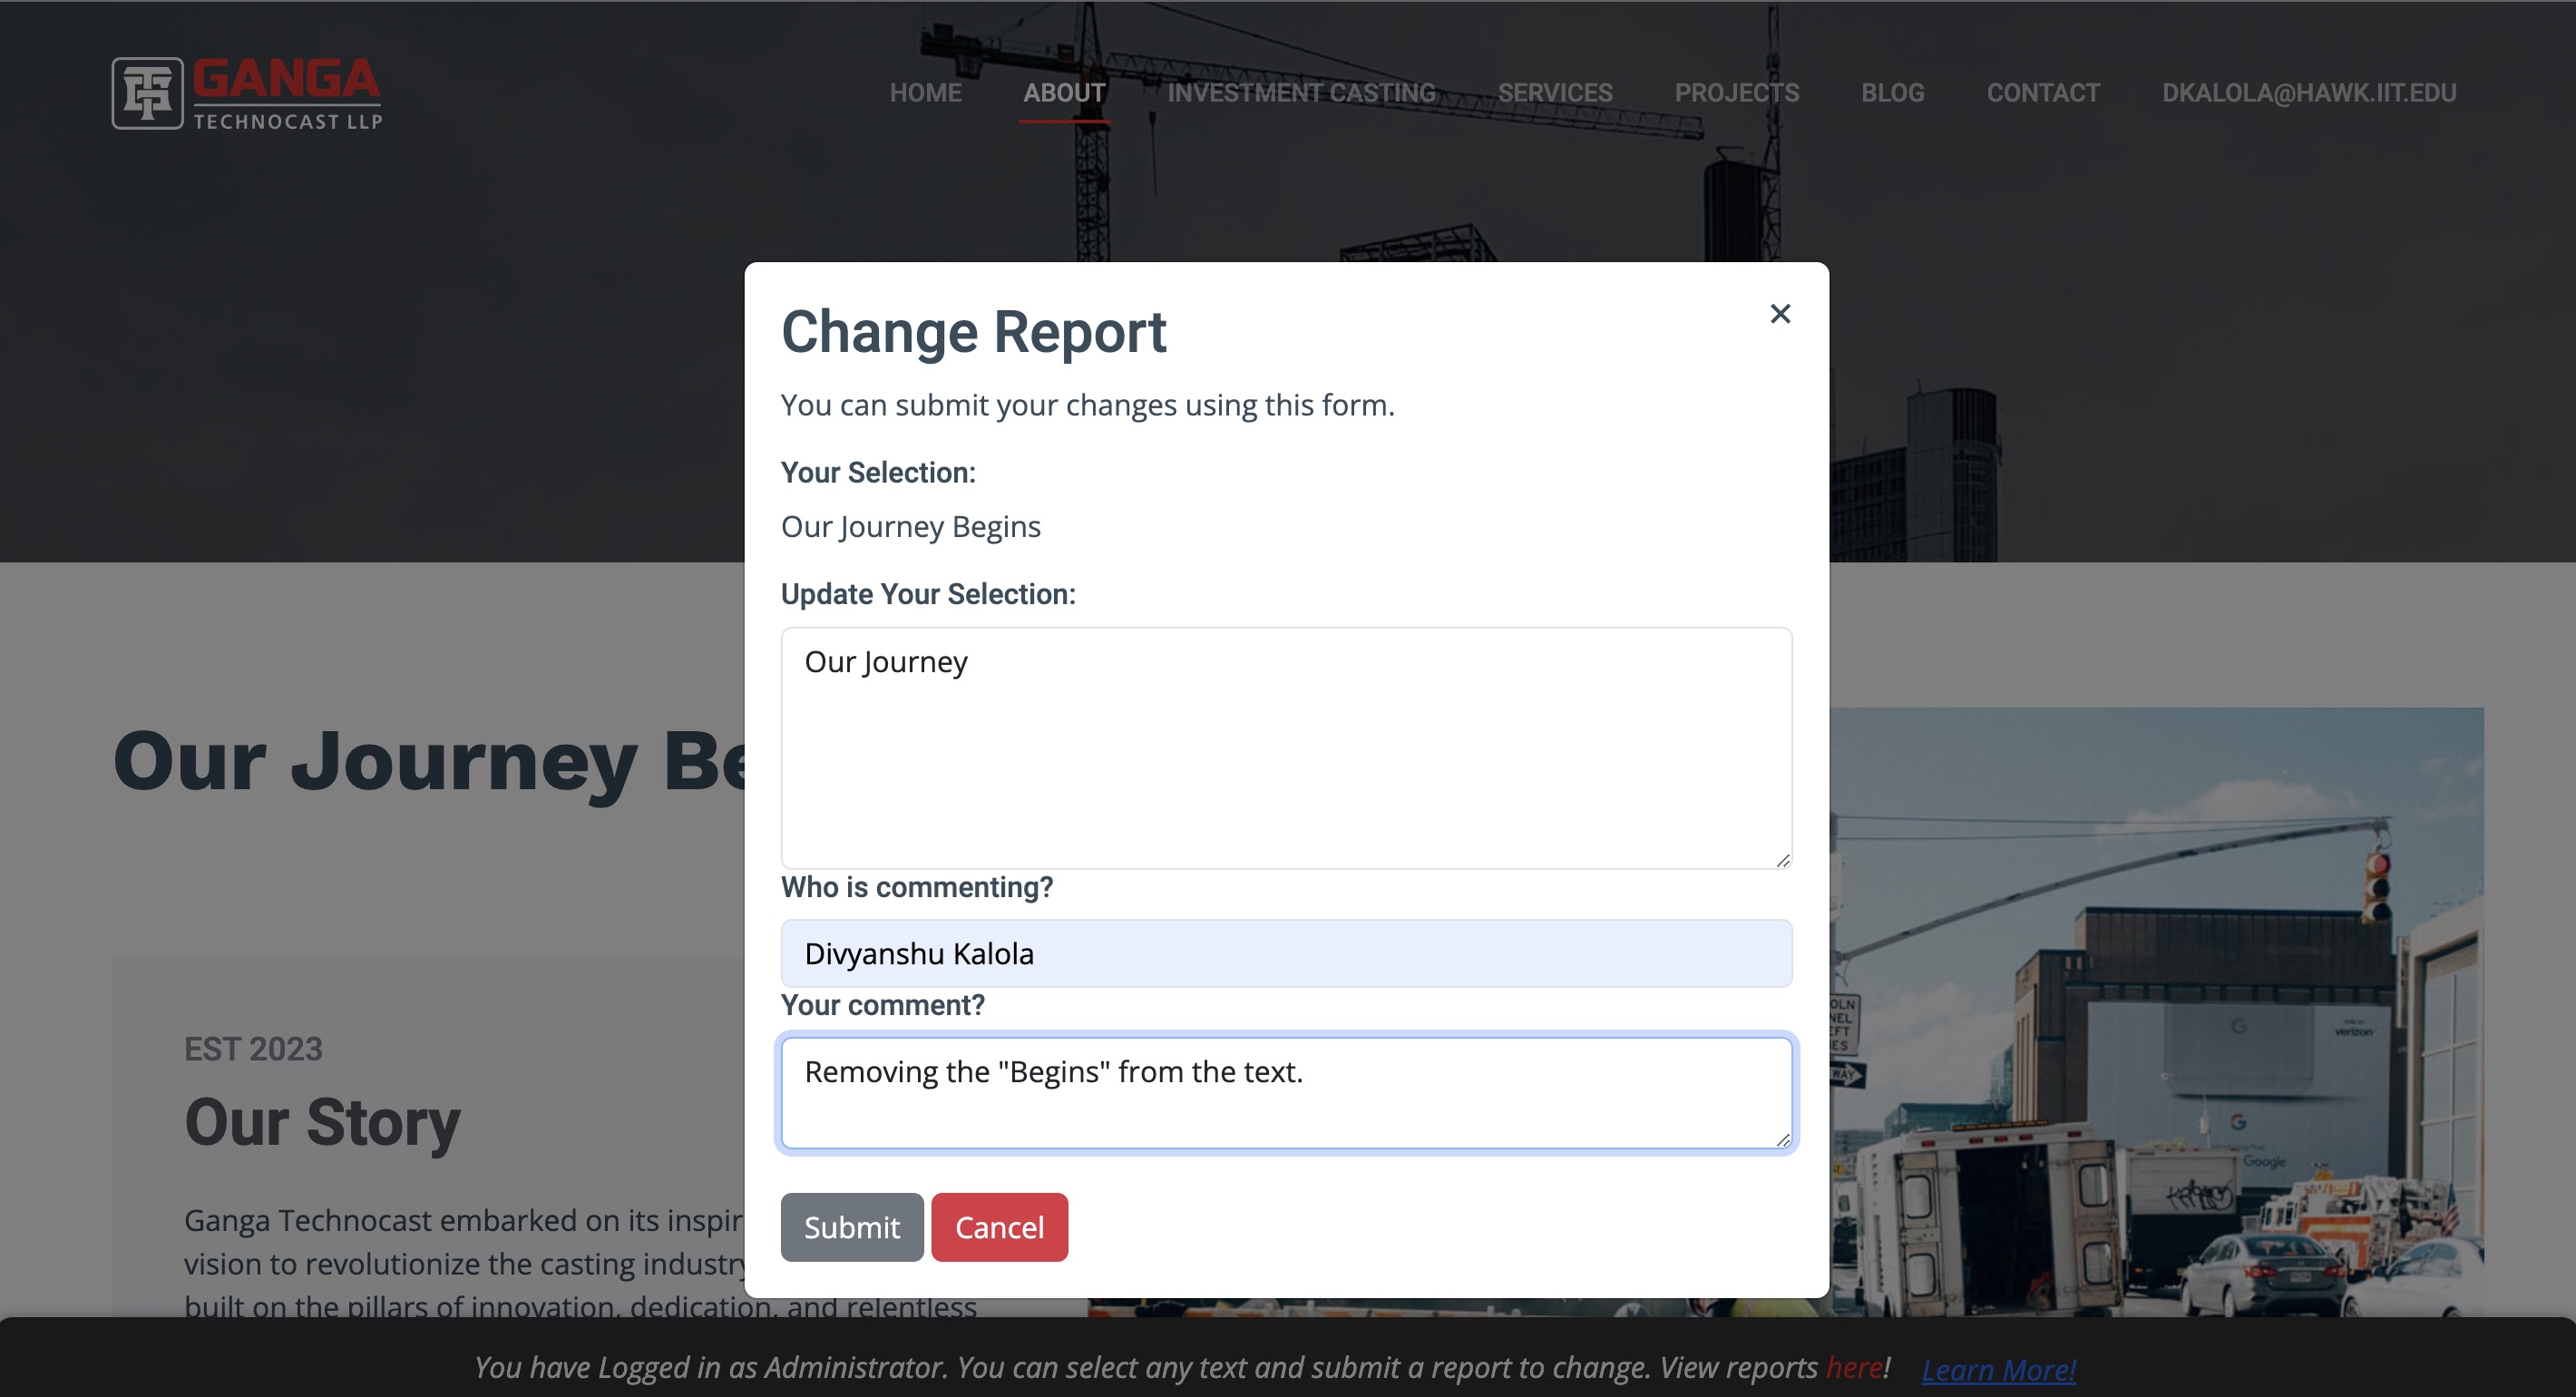 GANGA
TECHNOCAST LLP
HOME ABOUT INVESTMENT CASTING SERVICES PROJECTS BLOG CONTACT DKALOLA@HAWK.IIT.EDU
Change Report
You can submit your changes using this form.
Your Selection:
Our Journey Begins
Update Your Selection:
Our Journey
Who is commenting?
Divyanshu Kalola
Your comment?
Removing the "Begins" from the text.
Submit Cancel
Our Journey Be
EST 2023
Our Story
Ganga Technocast embarked on its inspir
vision to revolutionize the casting industry
built on the pillars of innovation, dedication, and relentless
verizon
G
Google
You have Logged in as Administrator. You can select any text and submit a report to change. View reports here! Learn More!